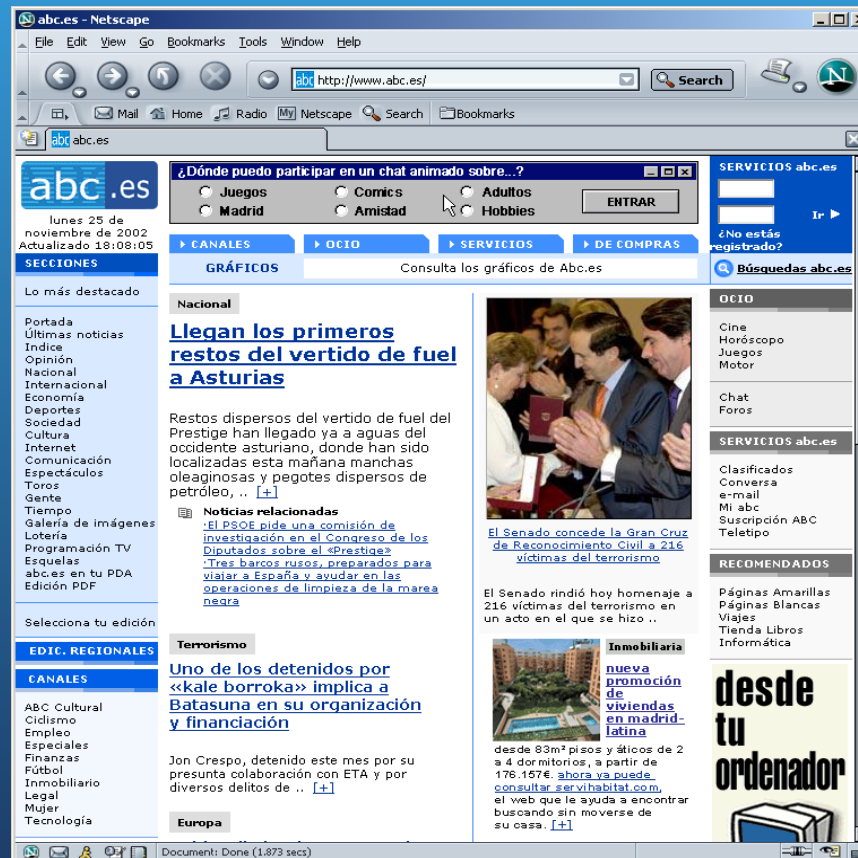 abc.es - Netscape
File Edit View Go Bookmarks Tools Window Help
abc http://www.abc.es/ Search N
Mail Home Radio My Netscape Search Bookmarks
abc abc.es
abc.es
lunes 25 de
noviembre de 2002
Actualizado 18:08:05
¿Dónde puedo participar en un chat animado sobre...?
Juegos Comics Adultos
Madrid Amistad Hobbies
ENTRAR
CANALES OCIO SERVICIOS DE COMPRAS
GRÁFICOS Consulta los gráficos de Abc.es
SECCIONES
Lo más destacado
Portada
Últimas noticias
Indice
Opinión
Nacional
Internacional
Economía
Deportes
Sociedad
Cultura
Internet
Comunicación
Espectáculos
Toros
Gente
Tiempo
Galería de imágenes
Lotería
Programación TV
Esquelas
abc.es en tu PDA
Edición PDF
Selecciona tu edición
EDIC. REGIONALES
CANALES
ABC Cultural
Ciclismo
Empleo
Especiales
Finanzas
Fútbol
Inmobiliario
Legal
Mujer
Tecnología
Nacional
Llegan los primeros
restos del vertido de fuel
a Asturias
Restos dispersos del vertido de fuel del
Prestige han llegado ya a aguas del
occidente asturiano, donde han sido
localizadas esta mañana manchas
oleaginosas y pegotes dispersos de
petróleo, .. [+]
Noticias relacionadas
·El PSOE pide una comisión de
investigación en el Congreso de los
Diputados sobre el «Prestige»
·Tres barcos rusos, preparados para
viajar a España y ayudar en las
operaciones de limpieza de la marea
negra
Terrorismo
Uno de los detenidos por
«kale borroka» implica a
Batasuna en su organización
y financiación
Jon Crespo, detenido este mes por su
presunta colaboración con ETA y por
diversos delitos de .. [+]
Europa
El Senado concede la Gran Cruz
de Reconocimiento Civil a 216
víctimas del terrorismo
El Senado rindió hoy homenaje a
216 víctimas del terrorismo en
un acto en el que se hizo ..
Inmobiliaria
nueva
promoción
de
viviendas
en madrid-
latina
desde 83m² pisos y áticos de 2
a 4 dormitorios, a partir de
176.157€. ahora ya puede
consultar servihabitat.com,
el web que le ayuda a encontrar
buscando sin moverse de
su casa. [+]
SERVICIOS abc.es
Ir
¿No estás
registrado?
Búsquedas abc.es
OCIO
Cine
Horóscopo
Juegos
Motor
Chat
Foros
SERVICIOS abc.es
Clasificados
Conversa
e-mail
Mi abc
Suscripción ABC
Teletipo
RECOMENDADOS
Páginas Amarillas
Páginas Blancas
Viajes
Tienda Libros
Informática
desde
tu
ordenador
Document: Done (1.873 secs)